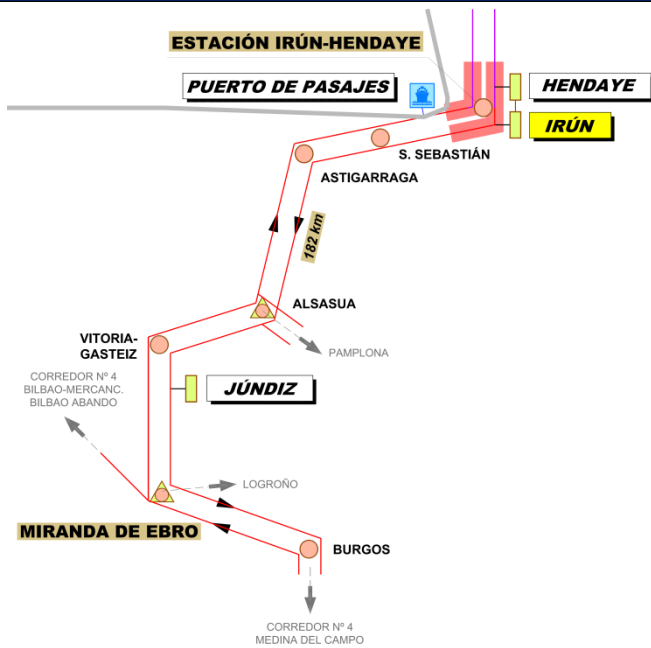 ESTACIÓN IRÚN-HENDAYE
PUERTO DE PASAJES
HENDAYE
IRÚN
S. SEBASTIÁN
ASTIGARRAGA
182 km
ALSASUA
VITORIA-
GASTEIZ
PAMPLONA
CORREDOR Nº 4
BILBAO-MERCANC.
BILBAO ABANDO
JÚNDIZ
LOGROÑO
MIRANDA DE EBRO
BURGOS
CORREDOR Nº 4
MEDINA DEL CAMPO